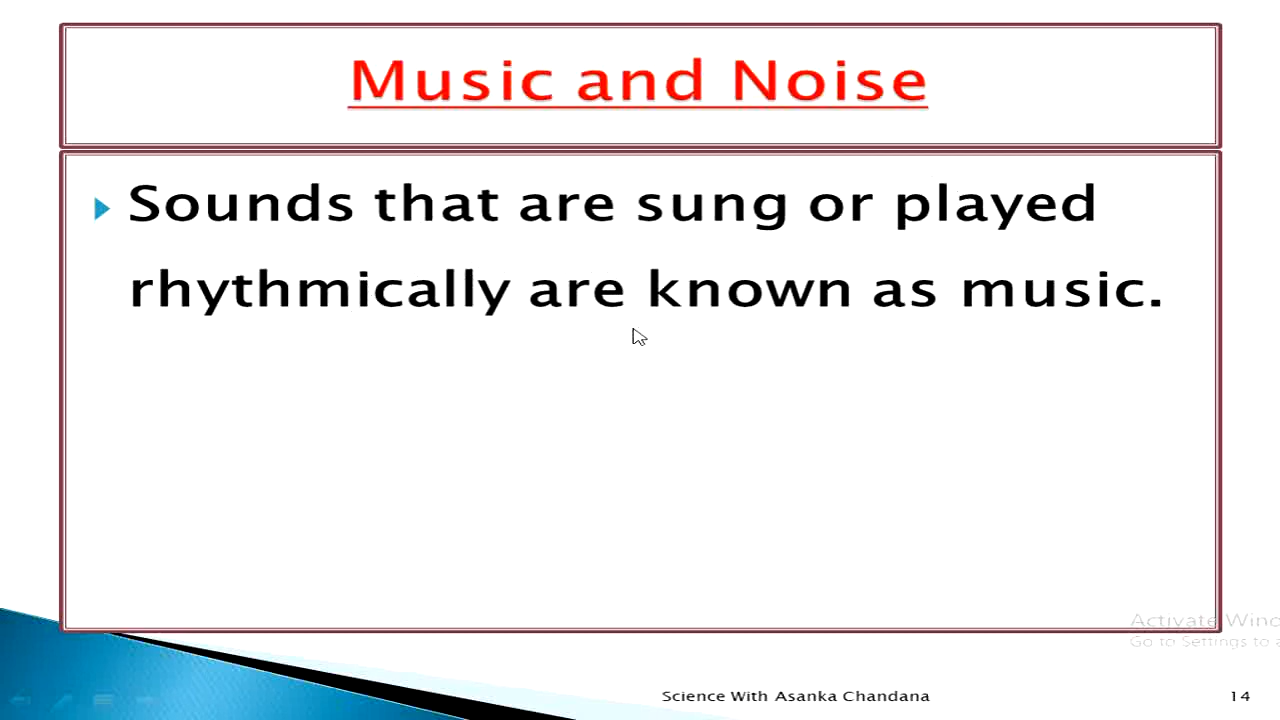 Music and Noise
Sounds that are sung or played
rhythmically are known as music.
Activate Wind
Go to Settings to a
Science With Asanka Chandana
14